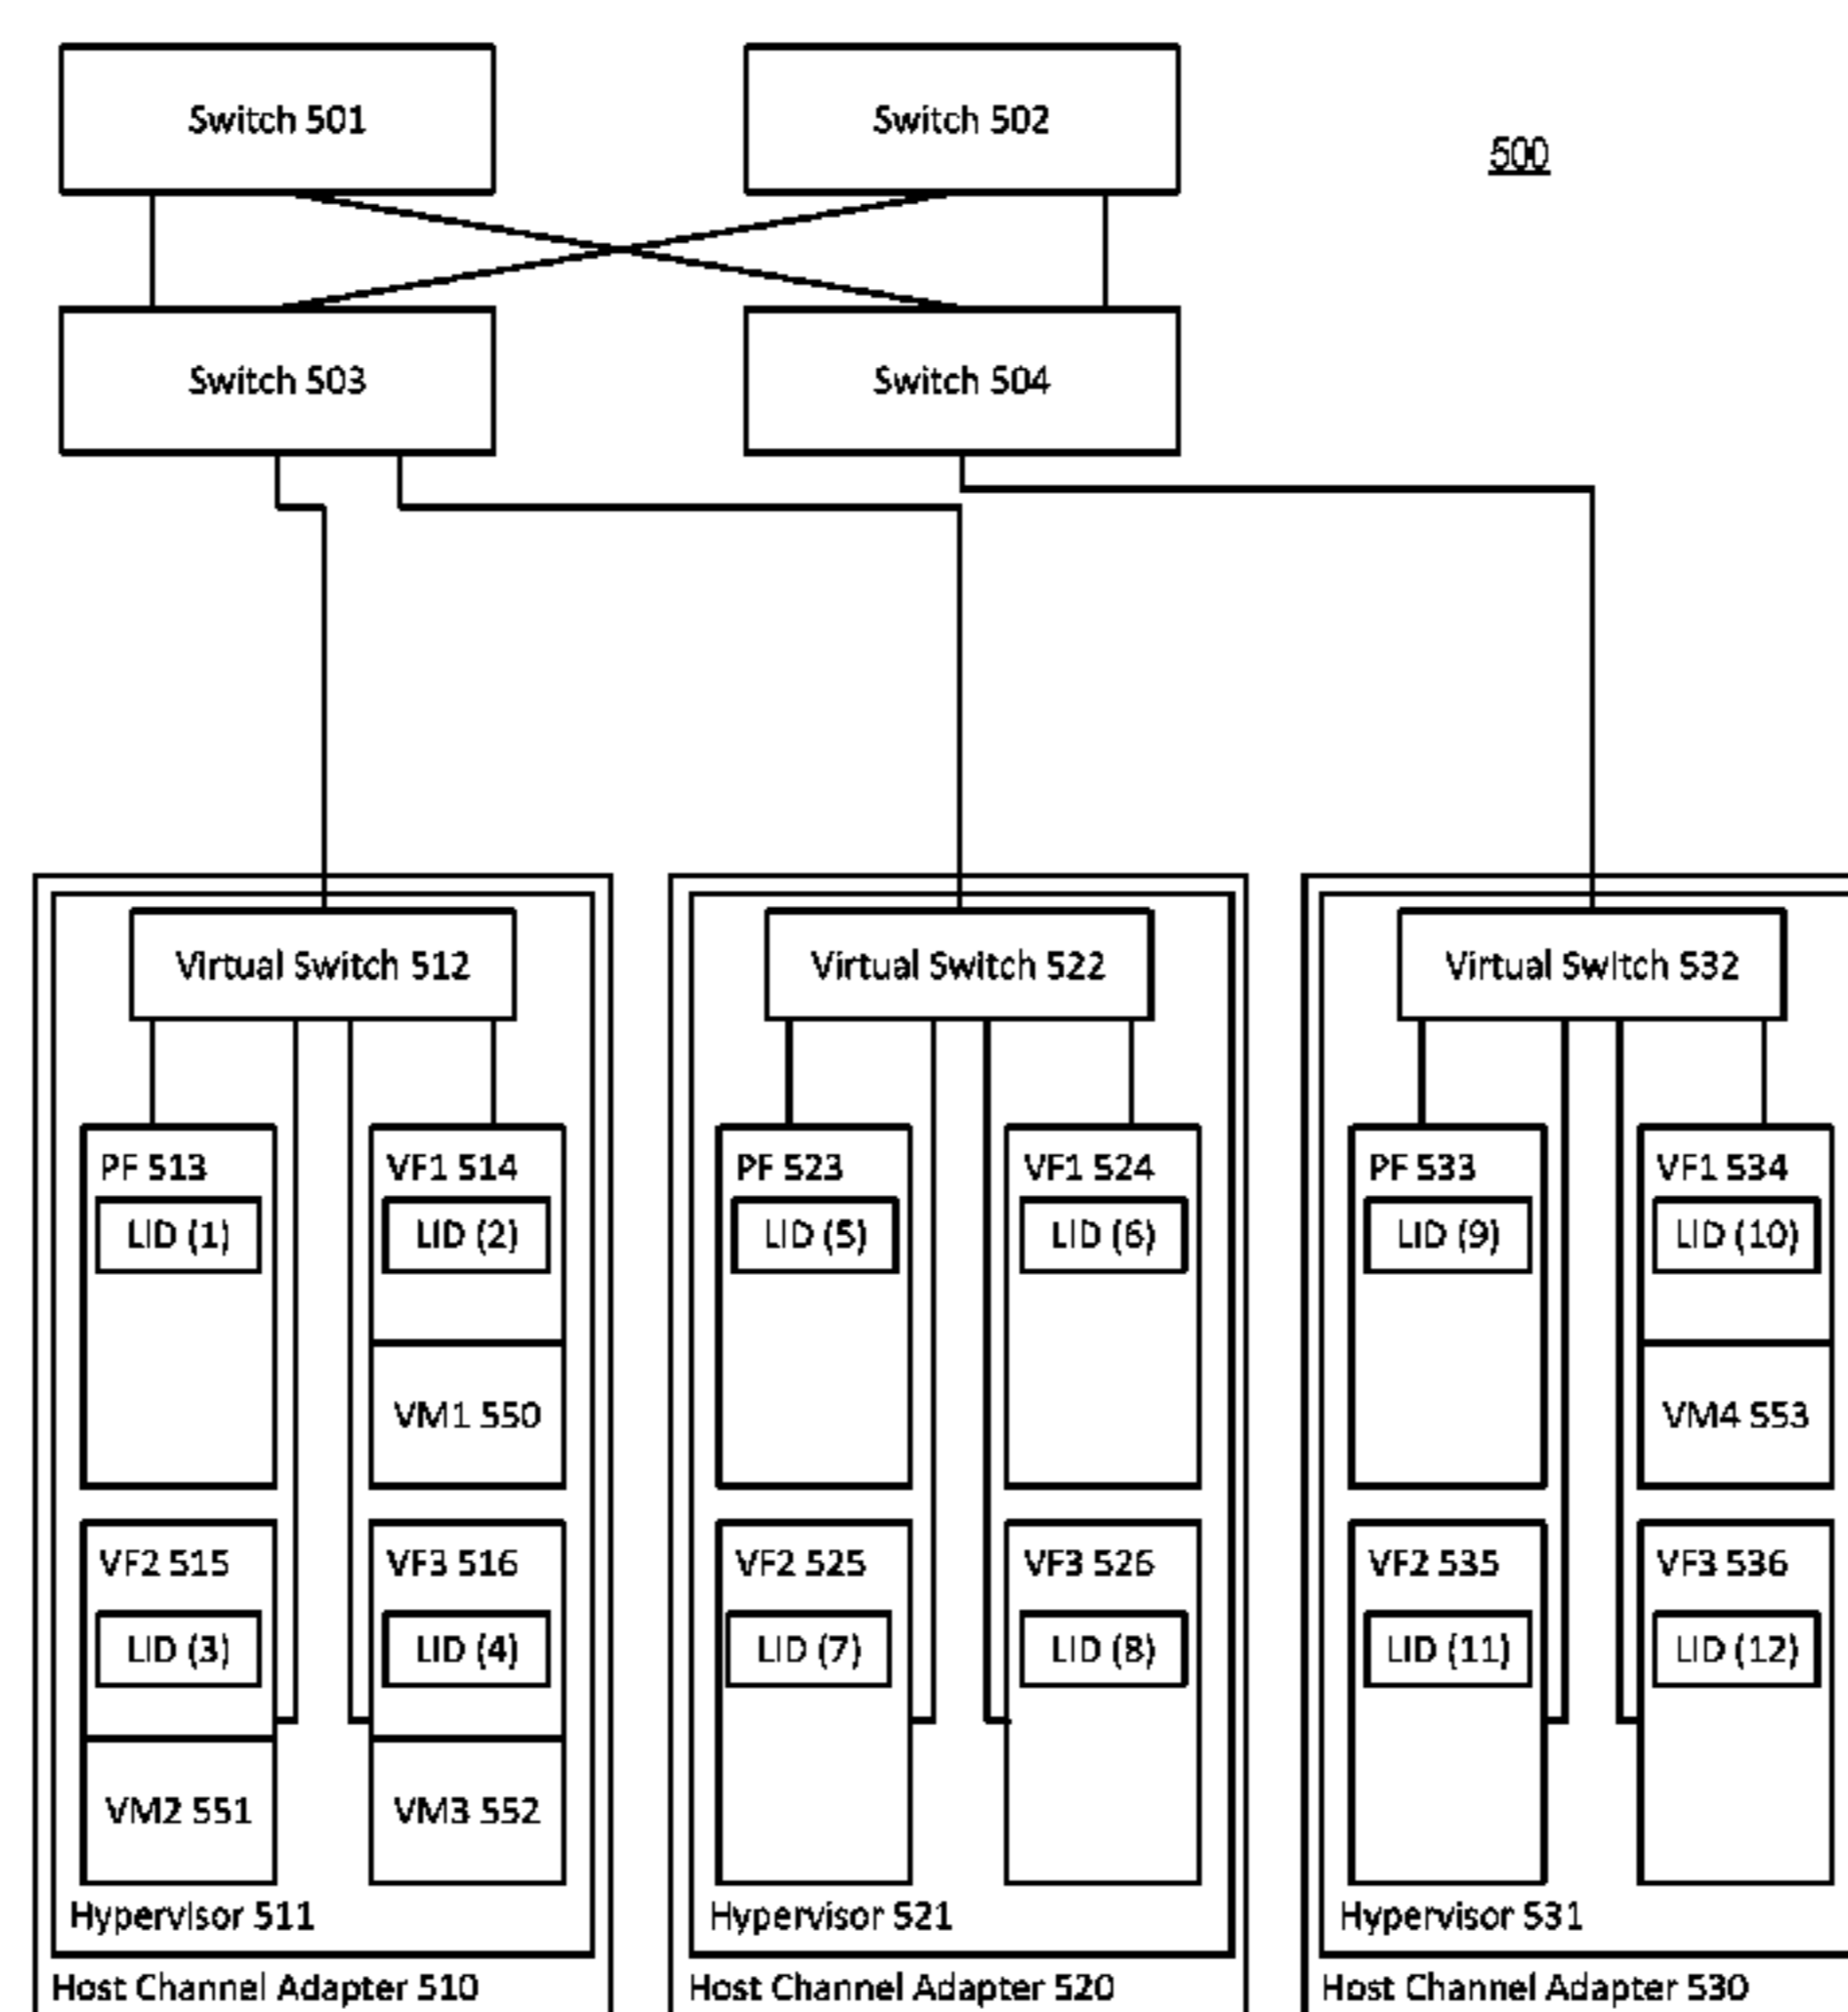 Switch 501
Switch 502
500
Switch 503
Switch 504
Virtual Switch 512
Virtual Switch 522
Virtual Switch 532
PF 513
LID (1)
VF1 514
LID (2)
VM1 550
PF 523
LID (5)
VF1 524
LID (6)
PF 533
LID (9)
VF1 534
LID (10)
VM4 553
VF2 515
LID (3)
VM2 551
VF3 516
LID (4)
VM3 552
VF2 525
LID (7)
VF3 526
LID (8)
VF2 535
LID (11)
VF3 536
LID (12)
Hypervisor 511
Hypervisor 521
Hypervisor 531
Host Channel Adapter 510
Host Channel Adapter 520
Host Channel Adapter 530